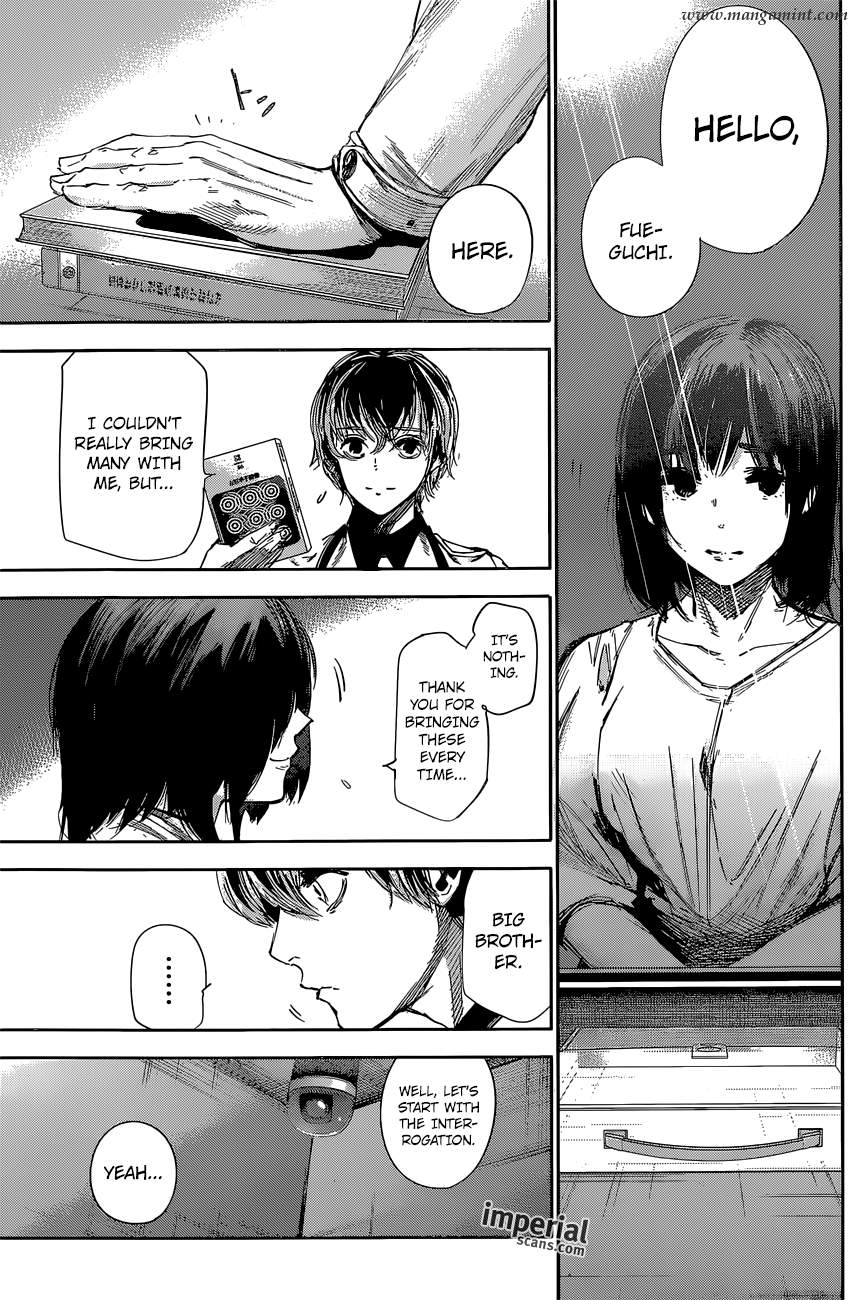 www.mangamint.com
HELLO,
FUE-
GUCHI.
ト
HERE.
I COULDN'T
REALLY BRING
MANY WITH
ME, BUT...
IT'S
NOTH-
ING.
THANK
YOU FOR
BRINGING
THESE
EVERY
TIME...
BIG
BROTH-
ER.
........
WELL, LET'S
START WITH
THE INTER-
ROGATION.
YEAH...
imperial
scans.com